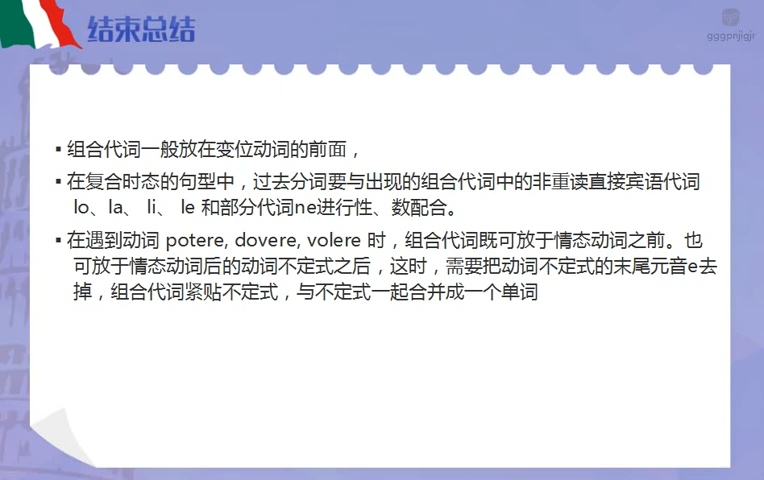 结束总结
gggpnjigjr
▪ 组合代词一般放在变位动词的前面，
▪ 在复合时态的句型中，过去分词要与出现的组合代词中的非重读直接宾语代词
lo、la、 li、 le 和部分代词ne进行性、数配合。
▪ 在遇到动词 potere, dovere, volere 时，组合代词既可放于情态动词之前。也
可放于情态动词后的动词不定式之后，这时，需要把动词不定式的末尾元音e去
掉，组合代词紧贴不定式，与不定式一起合并成一个单词